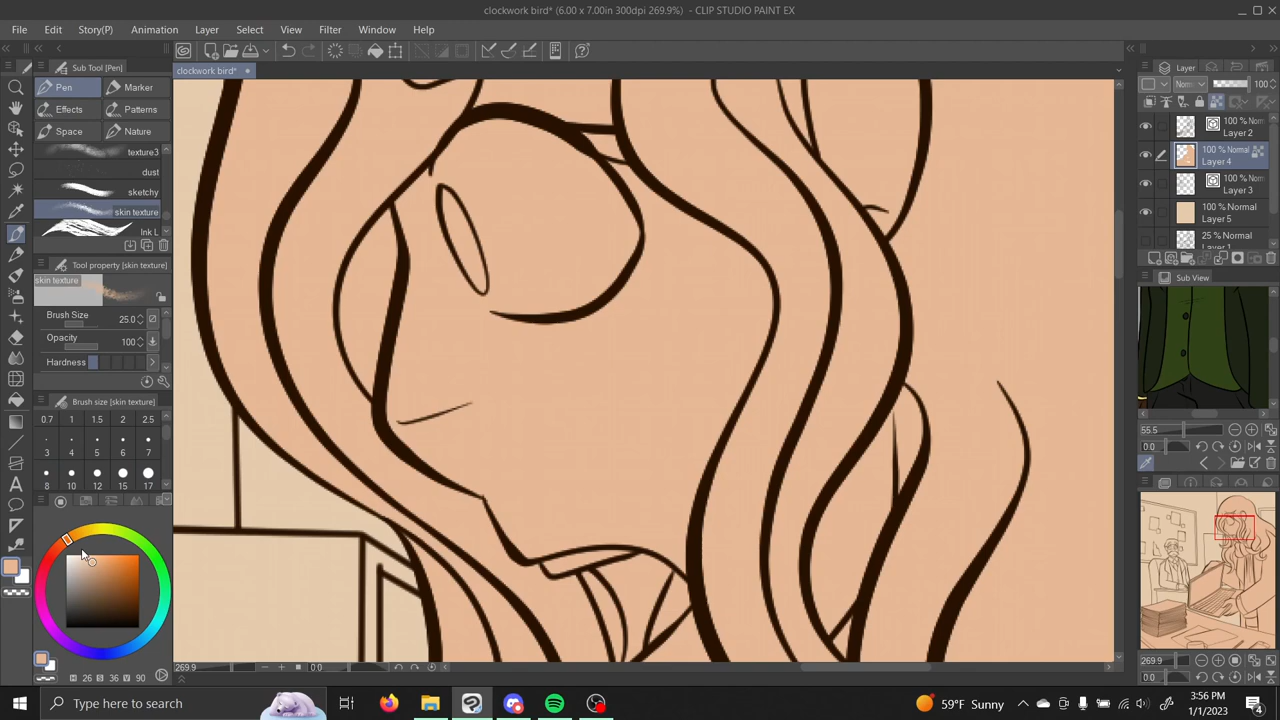 clockwork bird* (6.00 x 7.00in 300dpi 269.9%) - CLIP STUDIO PAINT EX
File Edit Story(P) Animation Layer Select View Filter Window Help
Sub Tool [Pen]
clockwork bird*
Pen Marker
Effects Patterns
Space Nature
texture3
dust
sketchy
skin texture
Ink L
Tool property [skin texture]
skin texture
Brush Size 25.0
Opacity 100
Hardness
Brush size [skin texture]
0.7 1 1.5 2 2.5
3 4 5 6 7
8 10 12 15 17
26 S 36 V 90
269.9 0.0
Layer
Norm 100
100 % Norm
Layer 2
100 % Normal
Layer 4
100 % Norm
Layer 3
100 % Normal
Layer 5
25 % Normal
Layer 1
Sub View
55.5
0.0
269.9
0.0
Type here to search
59°F Sunny
3:56 PM
1/1/2023
4